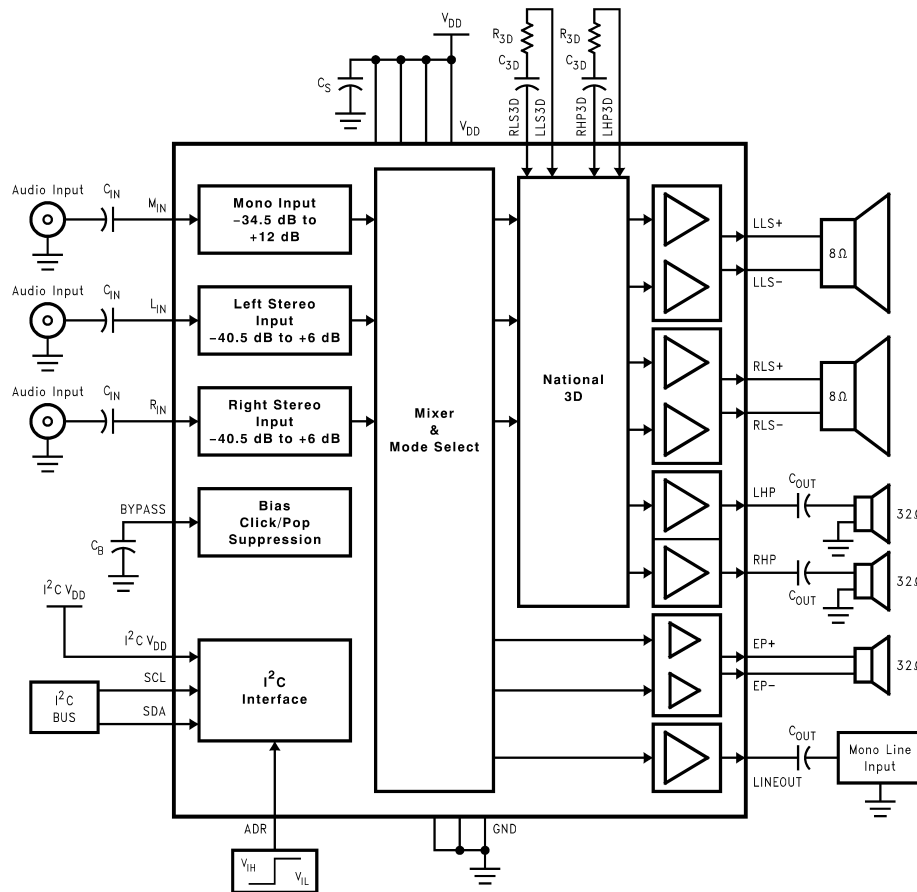 V_DD
C_S
V_DD
R_3D
C_3D
RLS3D
LLS3D
R_3D
C_3D
RHP3D
LHP3D
Audio Input
C_IN
M_IN
Mono Input
–34.5 dB to
+12 dB
Audio Input
C_IN
L_IN
Left Stereo
Input
–40.5 dB to +6 dB
Audio Input
C_IN
R_IN
Right Stereo
Input
–40.5 dB to +6 dB
BYPASS
C_B
Bias
Click/Pop
Suppression
I²C V_DD
I²C V_DD
SCL
SDA
I²C
BUS
I²C
Interface
ADR
V_IH
V_IL
GND
Mixer
&
Mode Select
National
3D
LLS+
LLS-
8Ω
RLS+
RLS-
8Ω
LHP
C_OUT
32Ω
RHP
C_OUT
32Ω
EP+
EP-
32Ω
C_OUT
LINEOUT
Mono Line
Input